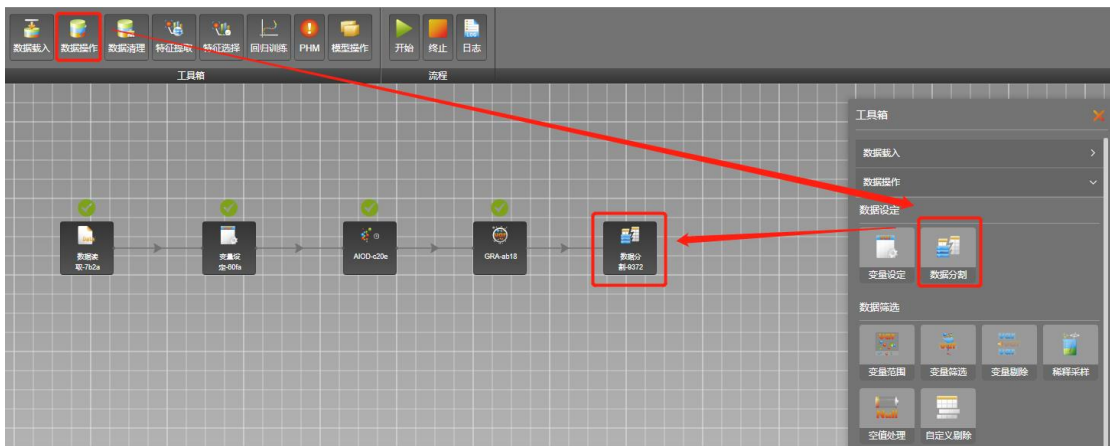 数据载入 数据操作 数据清理 特征提取 特征选择 回归训练 PHM 模型操作 开始 终止 日志
工具箱 流程
工具箱
数据载入
数据操作
数据设定
变量设定 数据分割
数据读
取-7b2a
变量设
定-60fa
AIOD-c20e
GRA-ab18
数据分
割-9372
数据筛选
变量范围 变量筛选 变量剔除 稀释采样
空值处理 自定义剔除